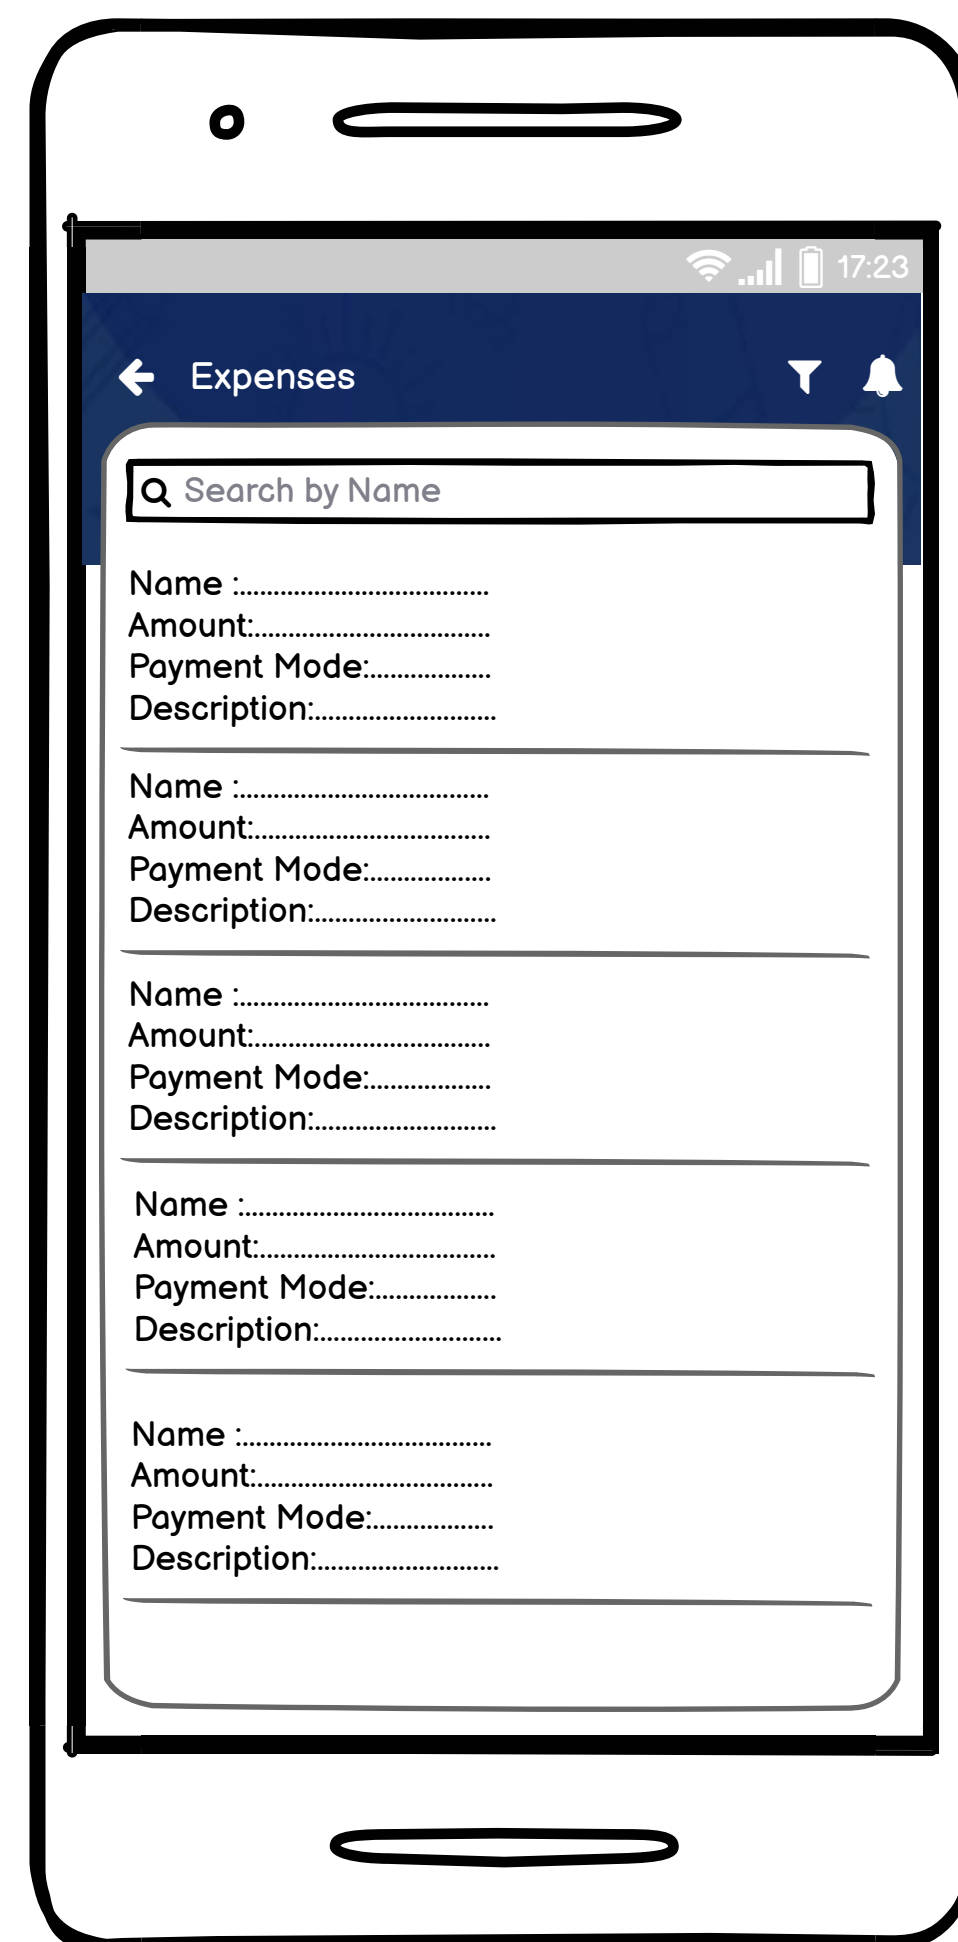 17:23
Expenses
Search by Name
Name :.....................................
Amount:...................................
Payment Mode:..................
Description:...........................
Name :.....................................
Amount:...................................
Payment Mode:..................
Description:...........................
Name :.....................................
Amount:...................................
Payment Mode:..................
Description:...........................
Name :.....................................
Amount:...................................
Payment Mode:..................
Description:...........................
Name :.....................................
Amount:...................................
Payment Mode:..................
Description:...........................